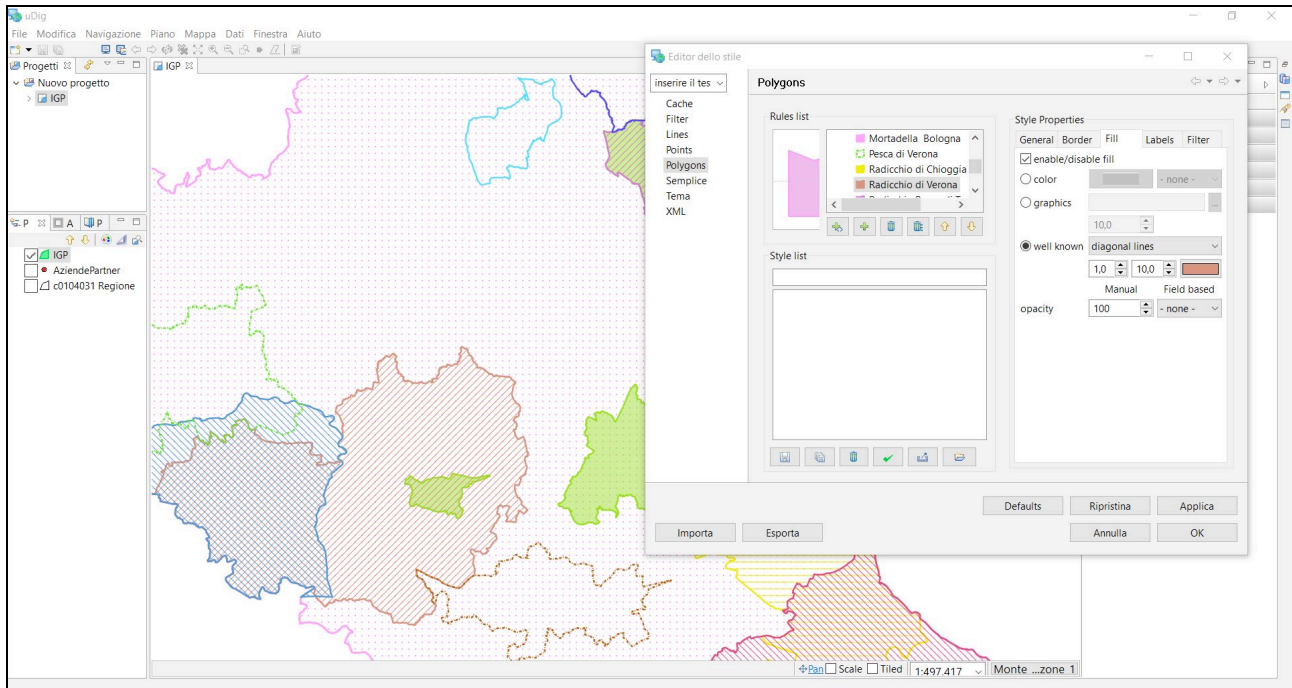 uDig
File Modifica Navigazione Piano Mappa Dati Finestra Aiuto
Progetti
Nuovo progetto
IGP
IGP
P A P
IGP
AziendePartner
c0104031 Regione
Editor dello stile
inserire il tes
Cache
Filter
Lines
Points
Polygons
Semplice
Tema
XML
Polygons
Rules list
Mortadella Bologna
Pesca di Verona
Radicchio di Chioggia
Radicchio di Verona
Style list
Style Properties
General Border Fill Labels Filter
enable/disable fill
color - none -
graphics ...
10,0
well known diagonal lines
1,0 10,0
Manual Field based
opacity 100 - none -
Defaults Ripristina Applica
Importa Esporta Annulla OK
Pan Scale Tiled 1:497.417 Monte ...zone 1